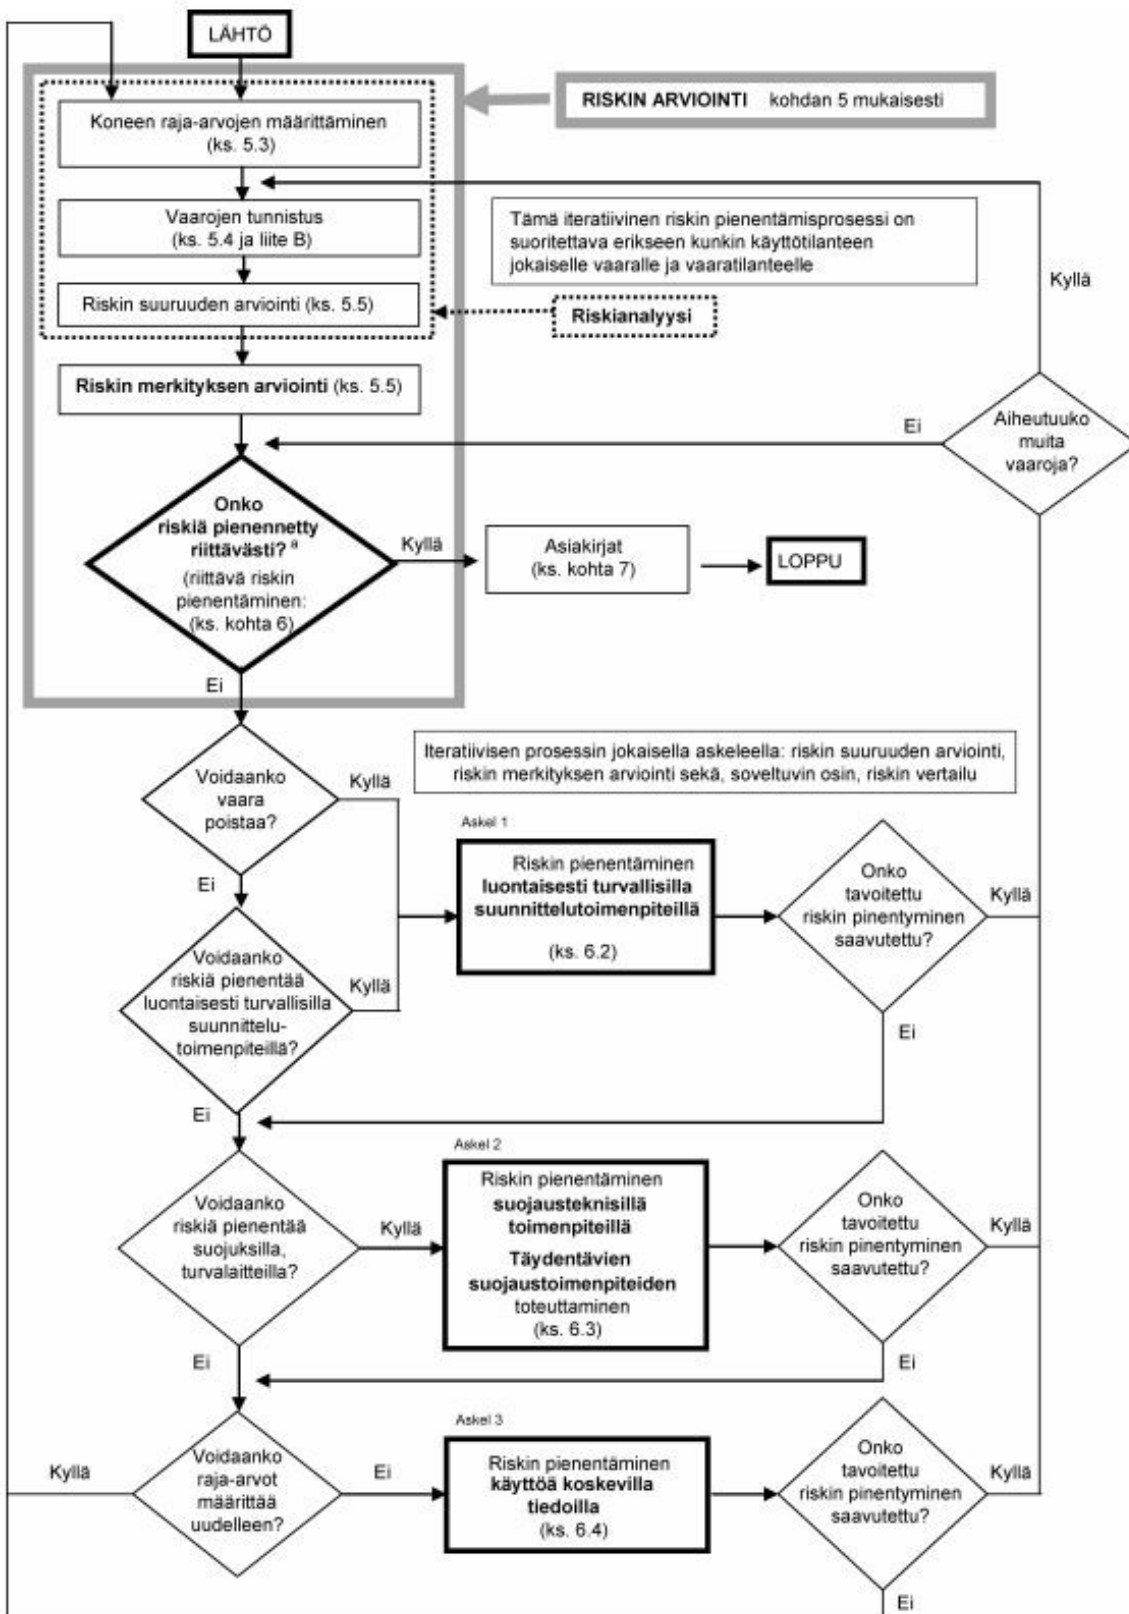 LÄHTÖ
RISKIN ARVIOINTI kohdan 5 mukaisesti
Koneen raja-arvojen määrittäminen
(ks. 5.3)
Vaarojen tunnistus
(ks. 5.4 ja liite B)
Tämä iteratiivinen riskin pienentämisprosessi on
suoritettava erikseen kunkin käyttötilanteen
jokaiselle vaaralle ja vaaratilanteelle
Kyllä
Riskin suuruuden arviointi (ks. 5.5)
Riskianalyysi
Riskin merkityksen arviointi (ks. 5.5)
Ei
Aiheutuuko
muita
vaaroja?
Onko
riskiä pienennetty
riittävästi? a
(riittävä riskin
pienentäminen:
(ks. kohta 6)
Kyllä
Asiakirjat
(ks. kohta 7)
LOPPU
Ei
Iteratiivisen prosessin jokaisella askeleella: riskin suuruuden arviointi,
riskin merkityksen arviointi sekä, soveltuvin osin, riskin vertailu
Voidaanko
vaara
poistaa?
Kyllä
Ei
Askel 1
Riskin pienentäminen
luontaisesti turvallisilla
suunnittelutoimenpiteillä
(ks. 6.2)
Onko
tavoitettu
riskin pinentyminen
saavutettu?
Kyllä
Ei
Voidaanko
riskiä pienentää
luontaisesti turvallisilla
suunnittelu-
toimenpiteillä?
Kyllä
Ei
Askel 2
Voidaanko
riskiä pienentää
suojuksilla,
turvalaitteilla?
Kyllä
Riskin pienentäminen
suojausteknisillä
toimenpiteillä
Täydentävien
suojaustoimenpiteiden
toteuttaminen
(ks. 6.3)
Onko
tavoitettu
riskin pinentyminen
saavutettu?
Kyllä
Ei
Ei
Askel 3
Kyllä
Voidaanko
raja-arvot
määrittää
uudelleen?
Ei
Riskin pienentäminen
käyttöä koskevilla
tiedoilla
(ks. 6.4)
Onko
tavoitettu
riskin pinentyminen
saavutettu?
Kyllä
Ei